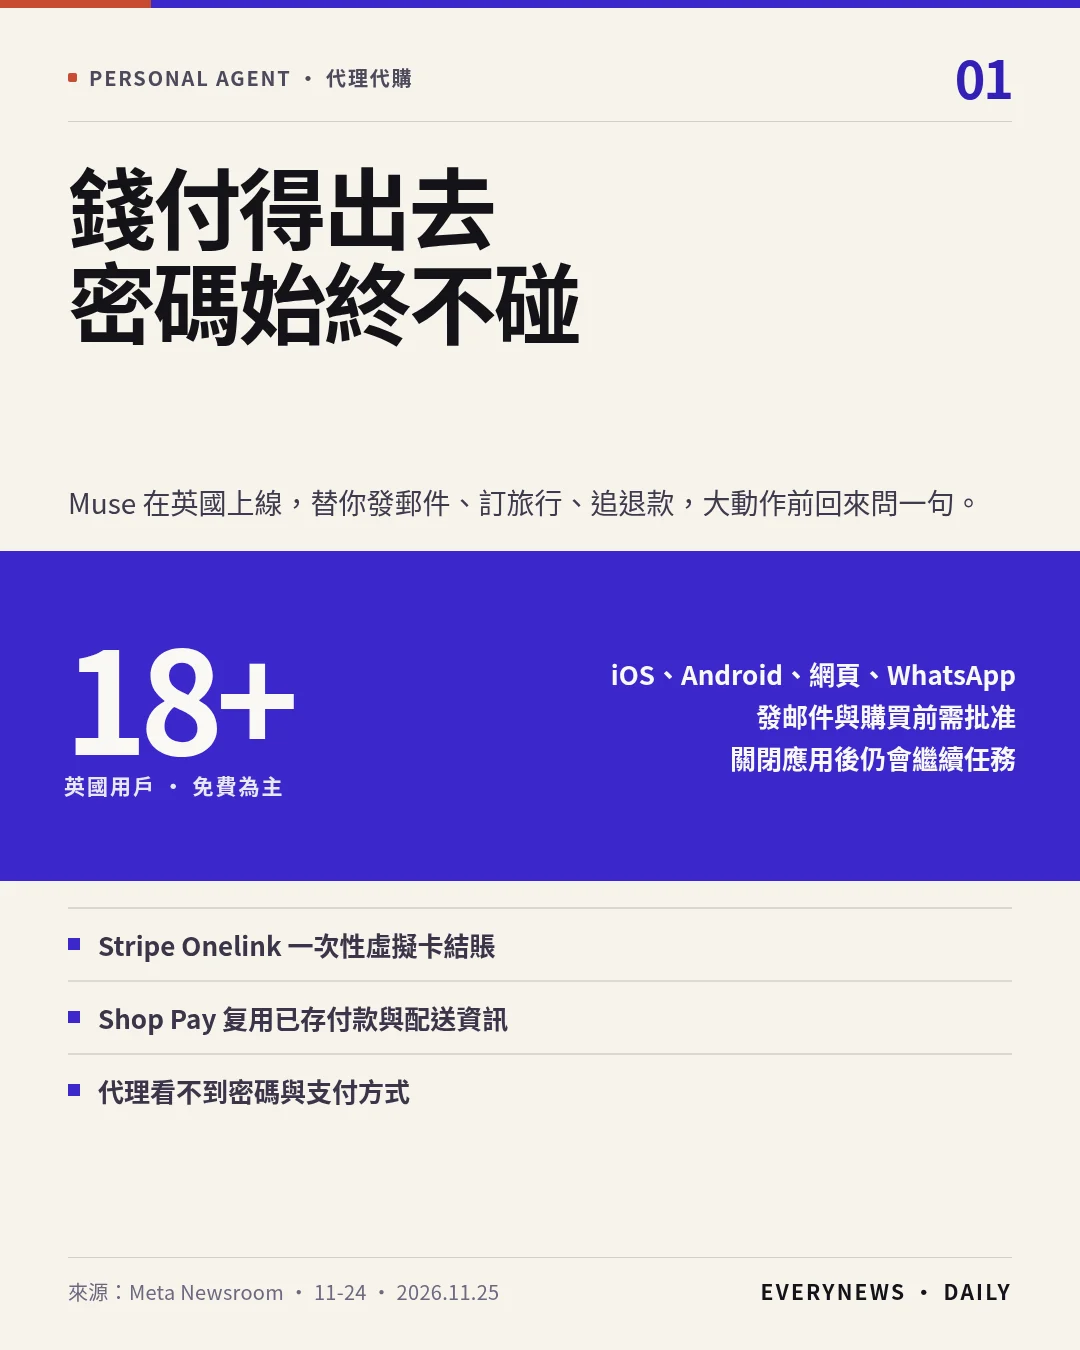 PERSONAL AGENT · 代理代購
01
錢付得出去
密碼始終不碰
Muse 在英國上線，替你發郵件、訂旅行、追退款，大動作前回來問一句。
18+
英國用戶 · 免費為主
iOS、Android、網頁、WhatsApp
發邮件與購買前需批准
關閉應用後仍會繼續任務
Stripe Onelink 一次性虛擬卡結賬
Shop Pay 复用已存付款與配送資訊
代理看不到密碼與支付方式
來源：Meta Newsroom · 11-24 · 2026.11.25
EVERYNEWS · DAILY